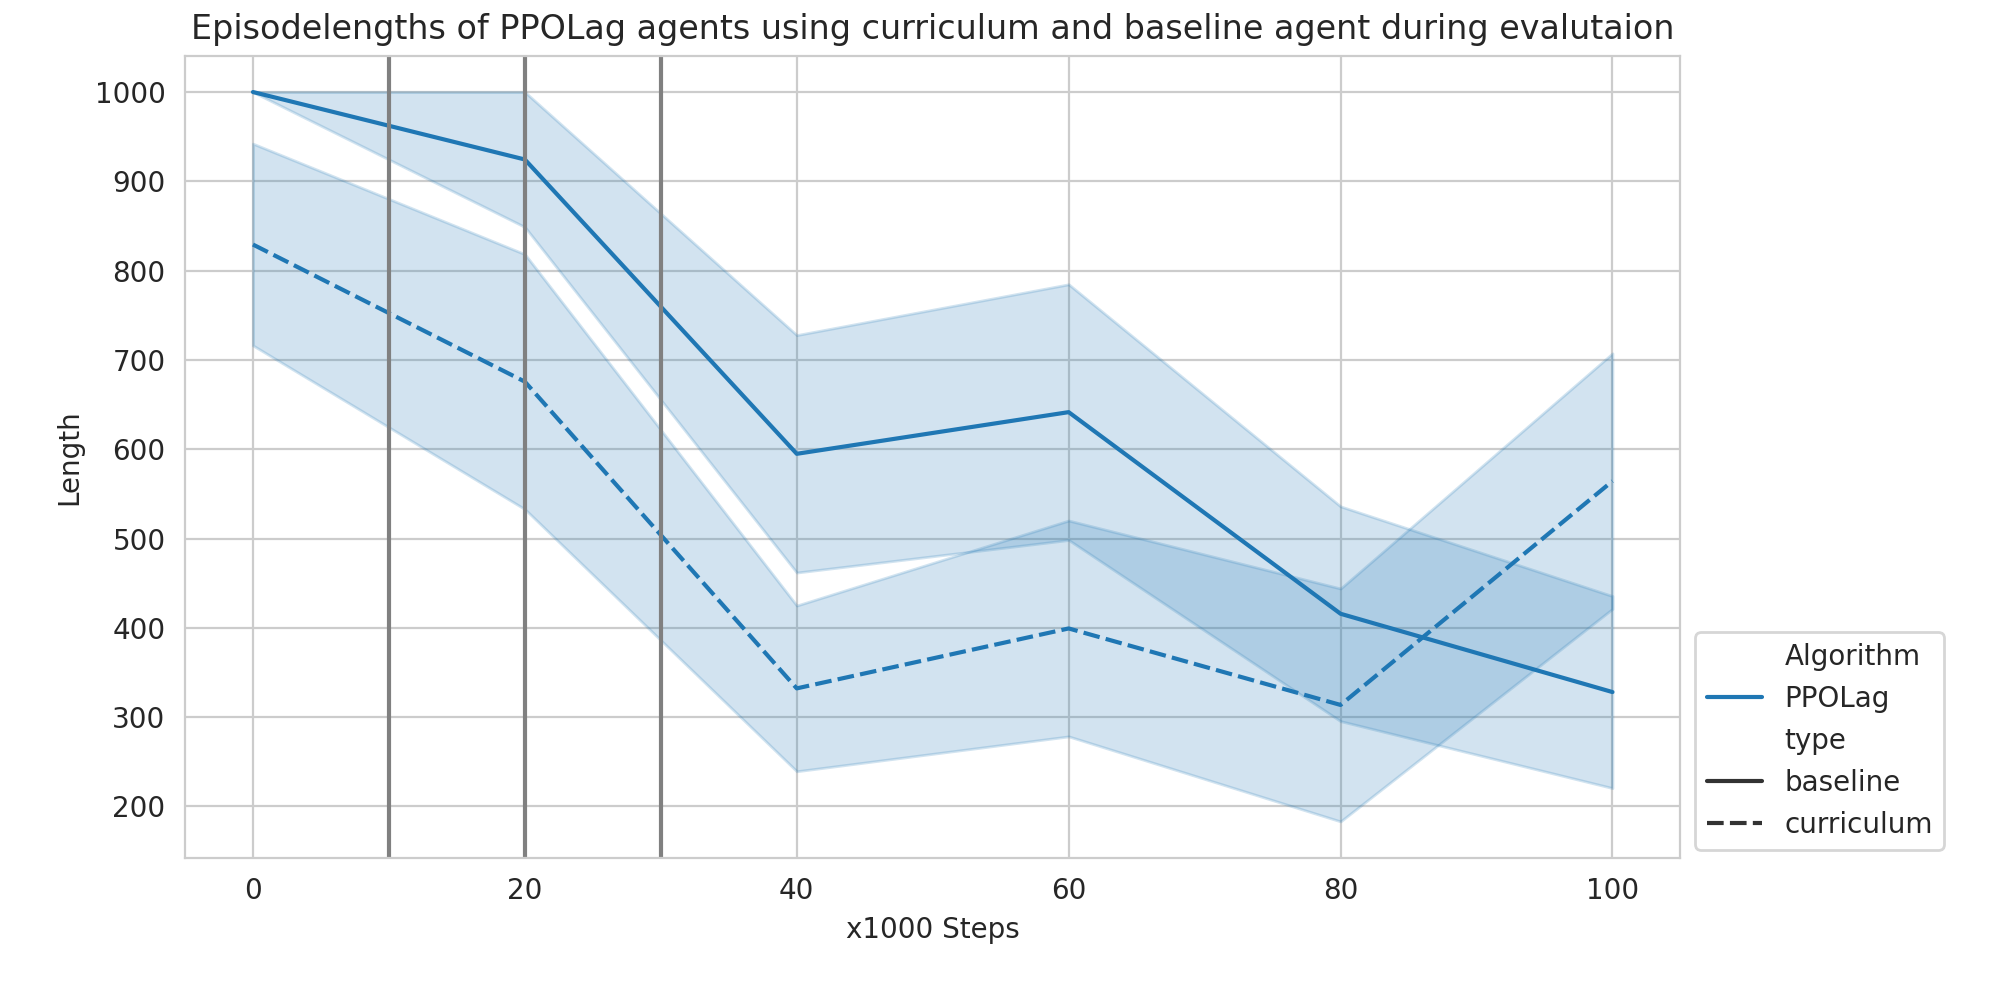 Episodelengths of PPOLag agents using curriculum and baseline agent during evalutaion
Length
1000
900
800
700
600
500
400
300
200
0 20 40 60 80 100
x1000 Steps
Algorithm
PPOLag
type
baseline
curriculum